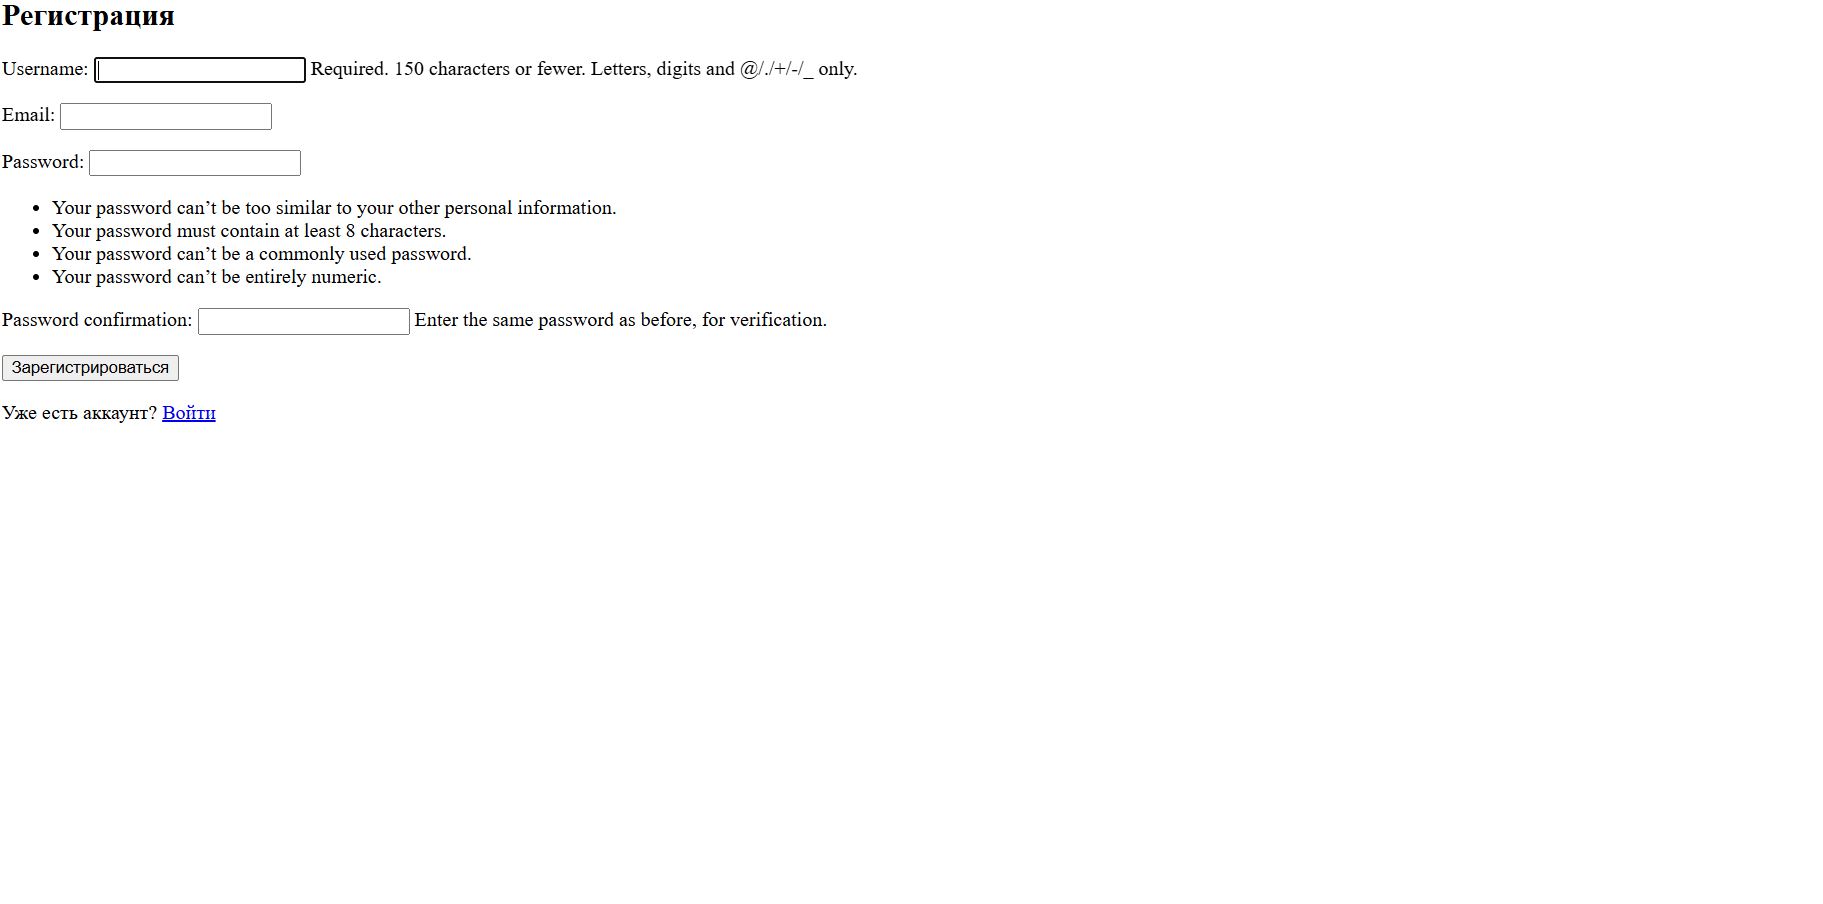 Регистрация
Username: Required. 150 characters or fewer. Letters, digits and @/./+/-/_ only.
Email:
Password:
• Your password can’t be too similar to your other personal information.
• Your password must contain at least 8 characters.
• Your password can’t be a commonly used password.
• Your password can’t be entirely numeric.
Password confirmation: Enter the same password as before, for verification.
Зарегистрироваться
Уже есть аккаунт? Войти